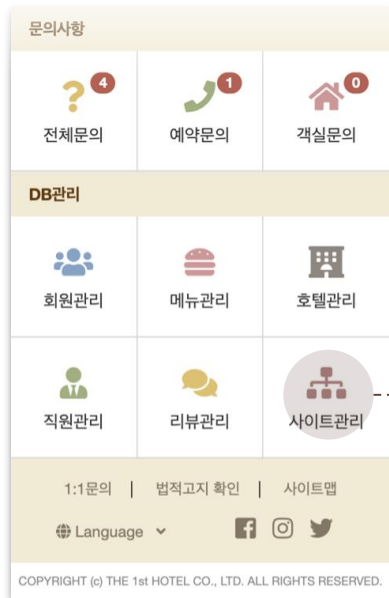 문의사항
? 4 1 0
전체문의 예약문의 객실문의
DB관리
회원관리 메뉴관리 호텔관리
직원관리 리뷰관리 사이트관리
1:1문의 | 법적고지 확인 | 사이트맵
Language
COPYRIGHT (c) THE 1st HOTEL CO., LTD. ALL RIGHTS RESERVED.